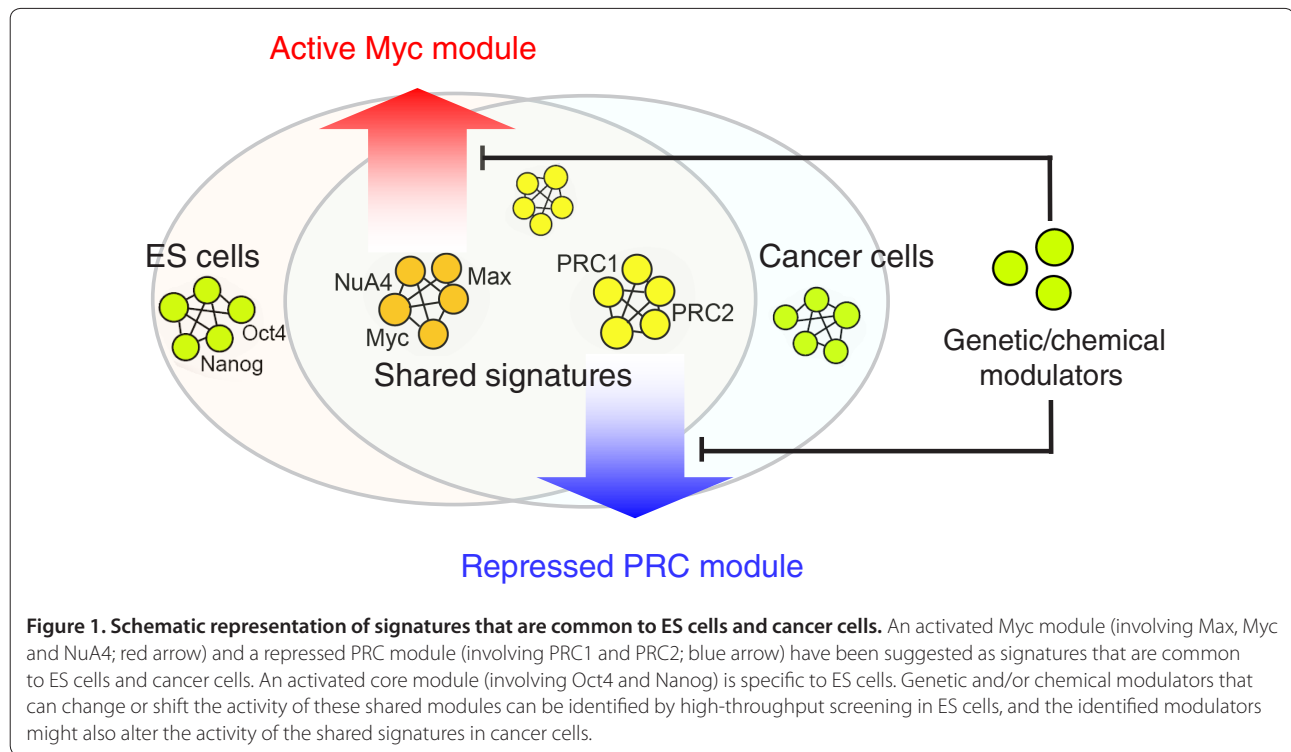 Active Myc module
ES cells
Cancer cells
NuA4
Max
Myc
PRC1
PRC2
Oct4
Nanog
Shared signatures
Genetic/chemical
modulators
Repressed PRC module
Figure 1. Schematic representation of signatures that are common to ES cells and cancer cells. An activated Myc module (involving Max, Myc
and NuA4; red arrow) and a repressed PRC module (involving PRC1 and PRC2; blue arrow) have been suggested as signatures that are common
to ES cells and cancer cells. An activated core module (involving Oct4 and Nanog) is specific to ES cells. Genetic and/or chemical modulators that
can change or shift the activity of these shared modules can be identified by high-throughput screening in ES cells, and the identified modulators
might also alter the activity of the shared signatures in cancer cells.